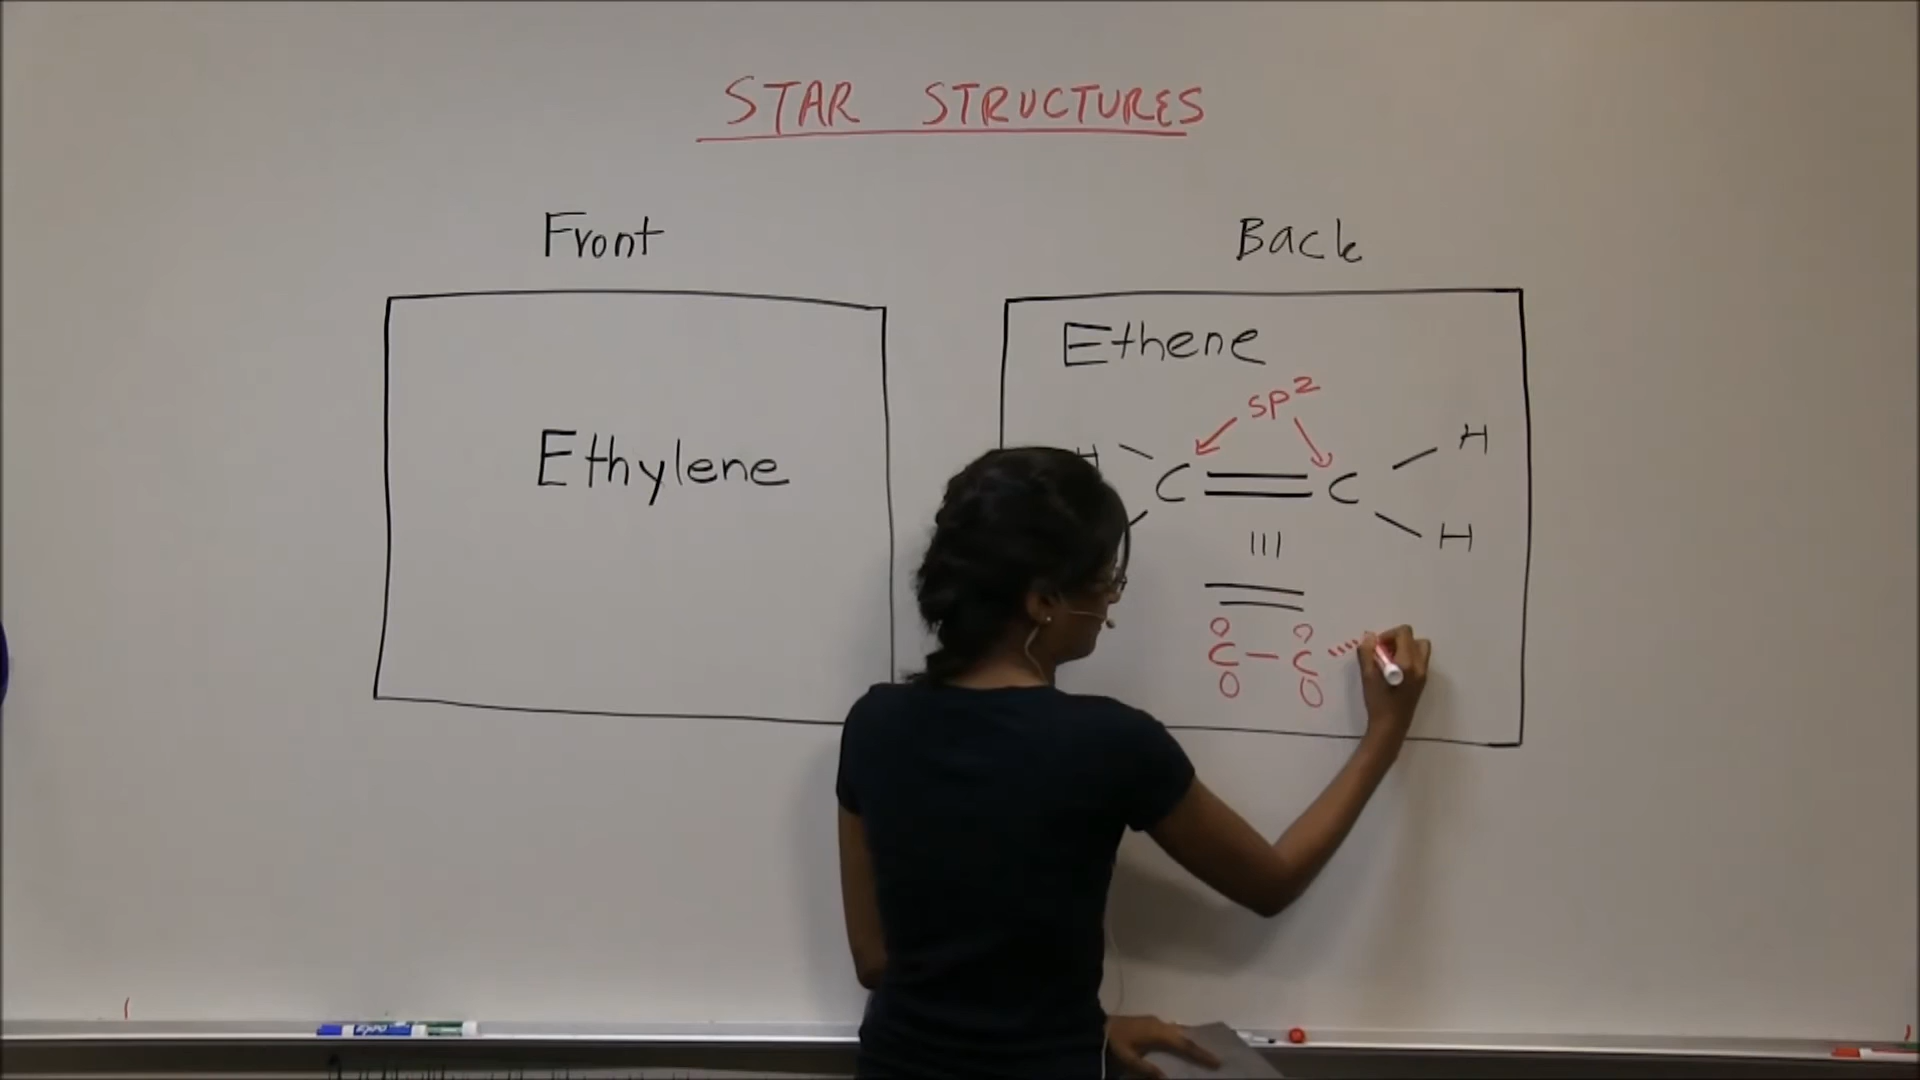 STAR STRUCTURES
Front
Back
Ethylene
Ethene
sp²
H
H
C = C
H
≡
=
C - C